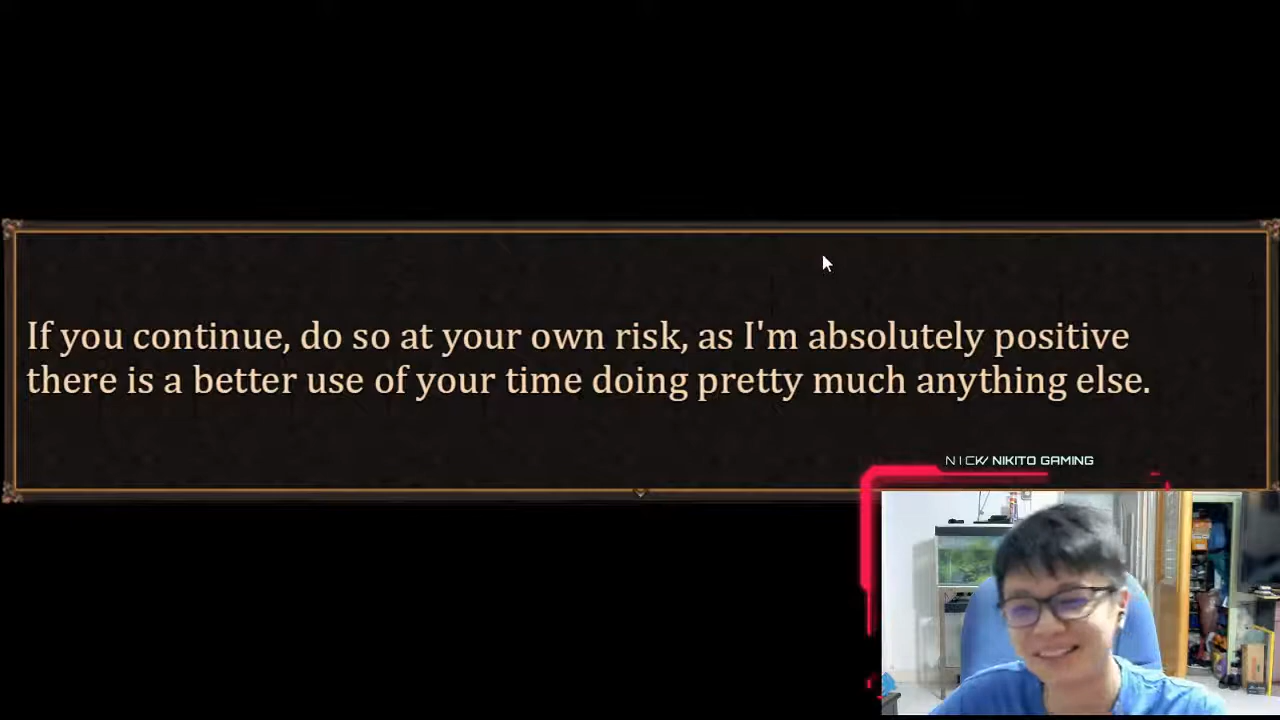 If you continue, do so at your own risk, as I'm absolutely positive
there is a better use of your time doing pretty much anything else.
NICK/ NIKITO GAMING